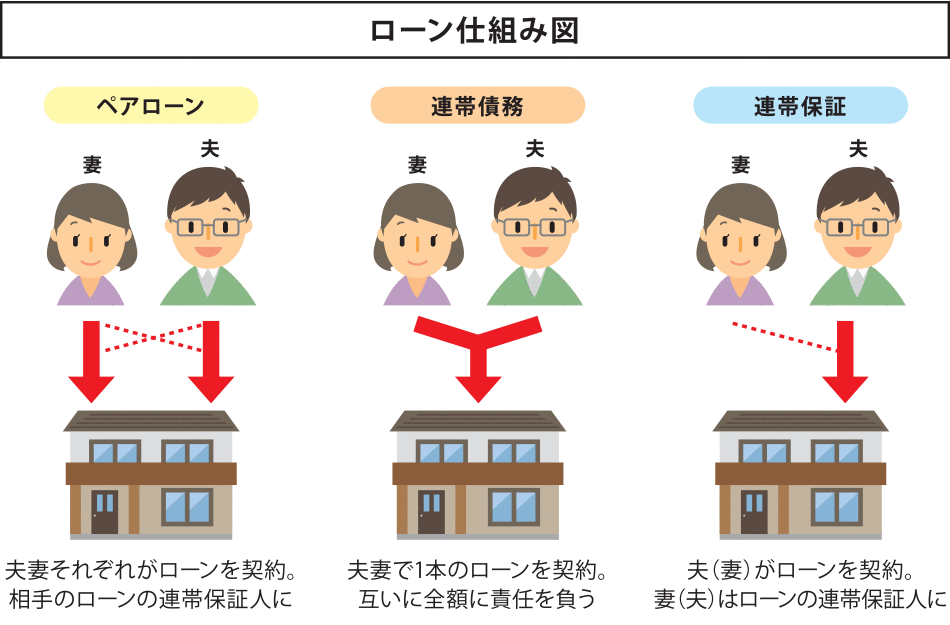 ローン仕組み図
ペアローン
妻
夫
夫妻それぞれがローンを契約。
相手のローンの連帯保証人に
連帯債務
妻
夫
夫妻で1本のローンを契約。
互いに全額に責任を負う
連帯保証
妻
夫
夫（妻）がローンを契約。
妻（夫）はローンの連帯保証人に